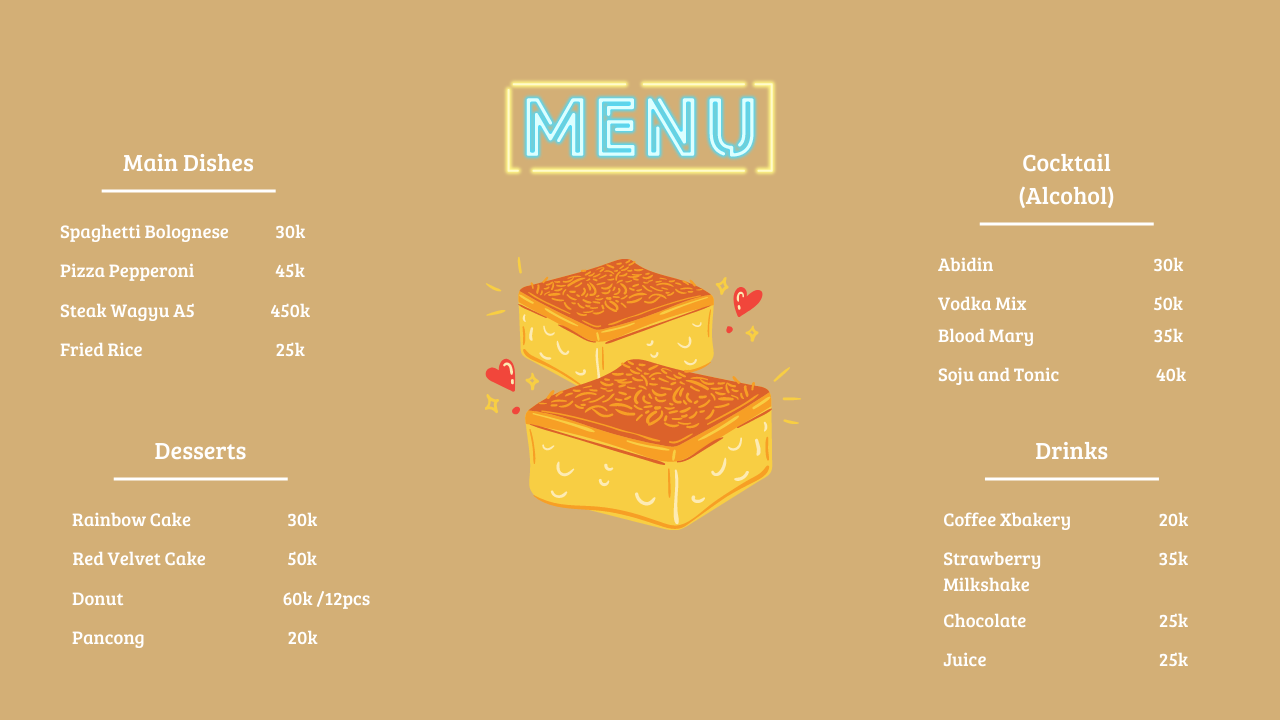 MENU
Main Dishes
Spaghetti Bolognese 30k
Pizza Pepperoni 45k
Steak Wagyu A5 450k
Fried Rice 25k
Desserts
Rainbow Cake 30k
Red Velvet Cake 50k
Donut 60k /12pcs
Pancong 20k
Cocktail
(Alcohol)
Abidin 30k
Vodka Mix 50k
Blood Mary 35k
Soju and Tonic 40k
Drinks
Coffee Xbakery 20k
Strawberry 35k
Milkshake
Chocolate 25k
Juice 25k